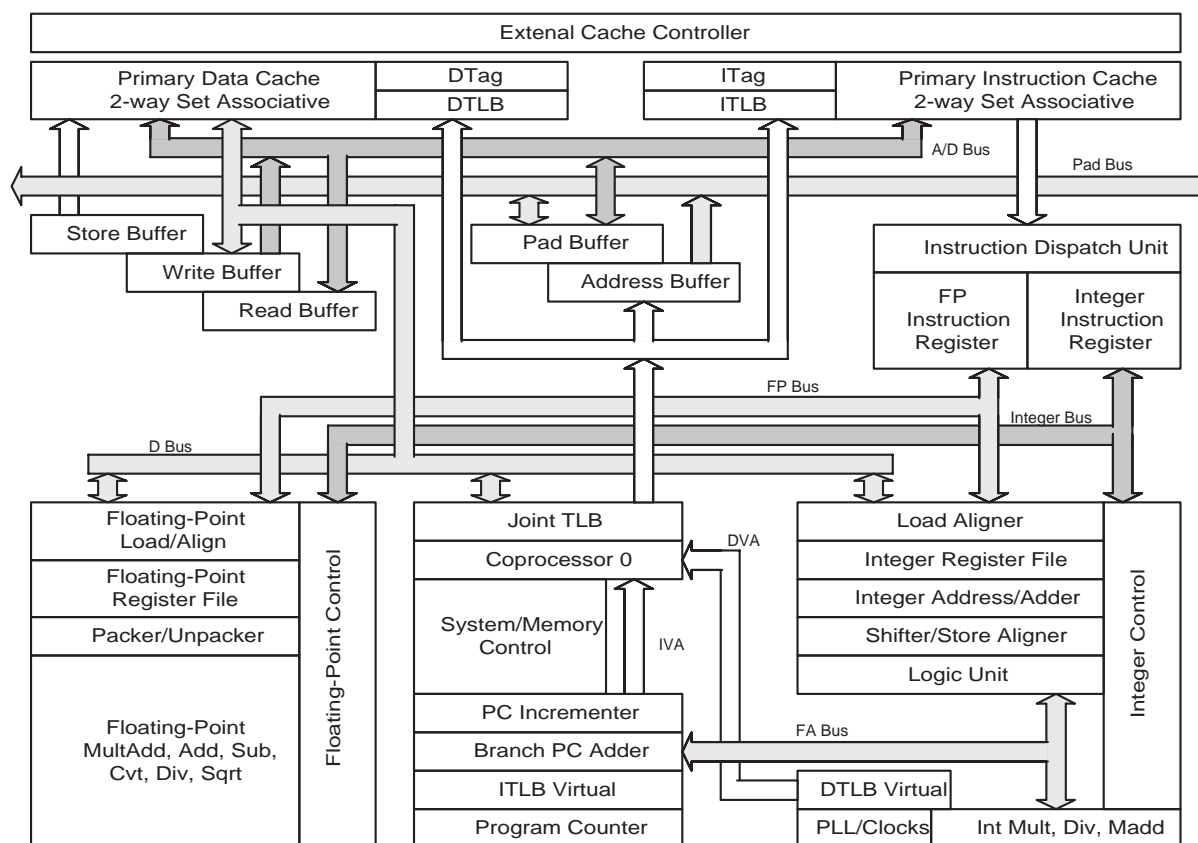 Extenal Cache Controller
Primary Data Cache
2-way Set Associative
DTag
DTLB
ITag
ITLB
Primary Instruction Cache
2-way Set Associative
A/D Bus
Pad Bus
Store Buffer
Write Buffer
Read Buffer
Pad Buffer
Address Buffer
Instruction Dispatch Unit
FP
Instruction
Register
Integer
Instruction
Register
FP Bus
Integer Bus
D Bus
Floating-Point
Load/Align
Floating-Point
Register File
Packer/Unpacker
Floating-Point
MultAdd, Add, Sub,
Cvt, Div, Sqrt
Floating-Point Control
Joint TLB
Coprocessor 0
System/Memory
Control
IVA
DVA
PC Incrementer
Branch PC Adder
ITLB Virtual
Program Counter
Load Aligner
Integer Register File
Integer Address/Adder
Shifter/Store Aligner
Logic Unit
Integer Control
FA Bus
DTLB Virtual
PLL/Clocks
Int Mult, Div, Madd